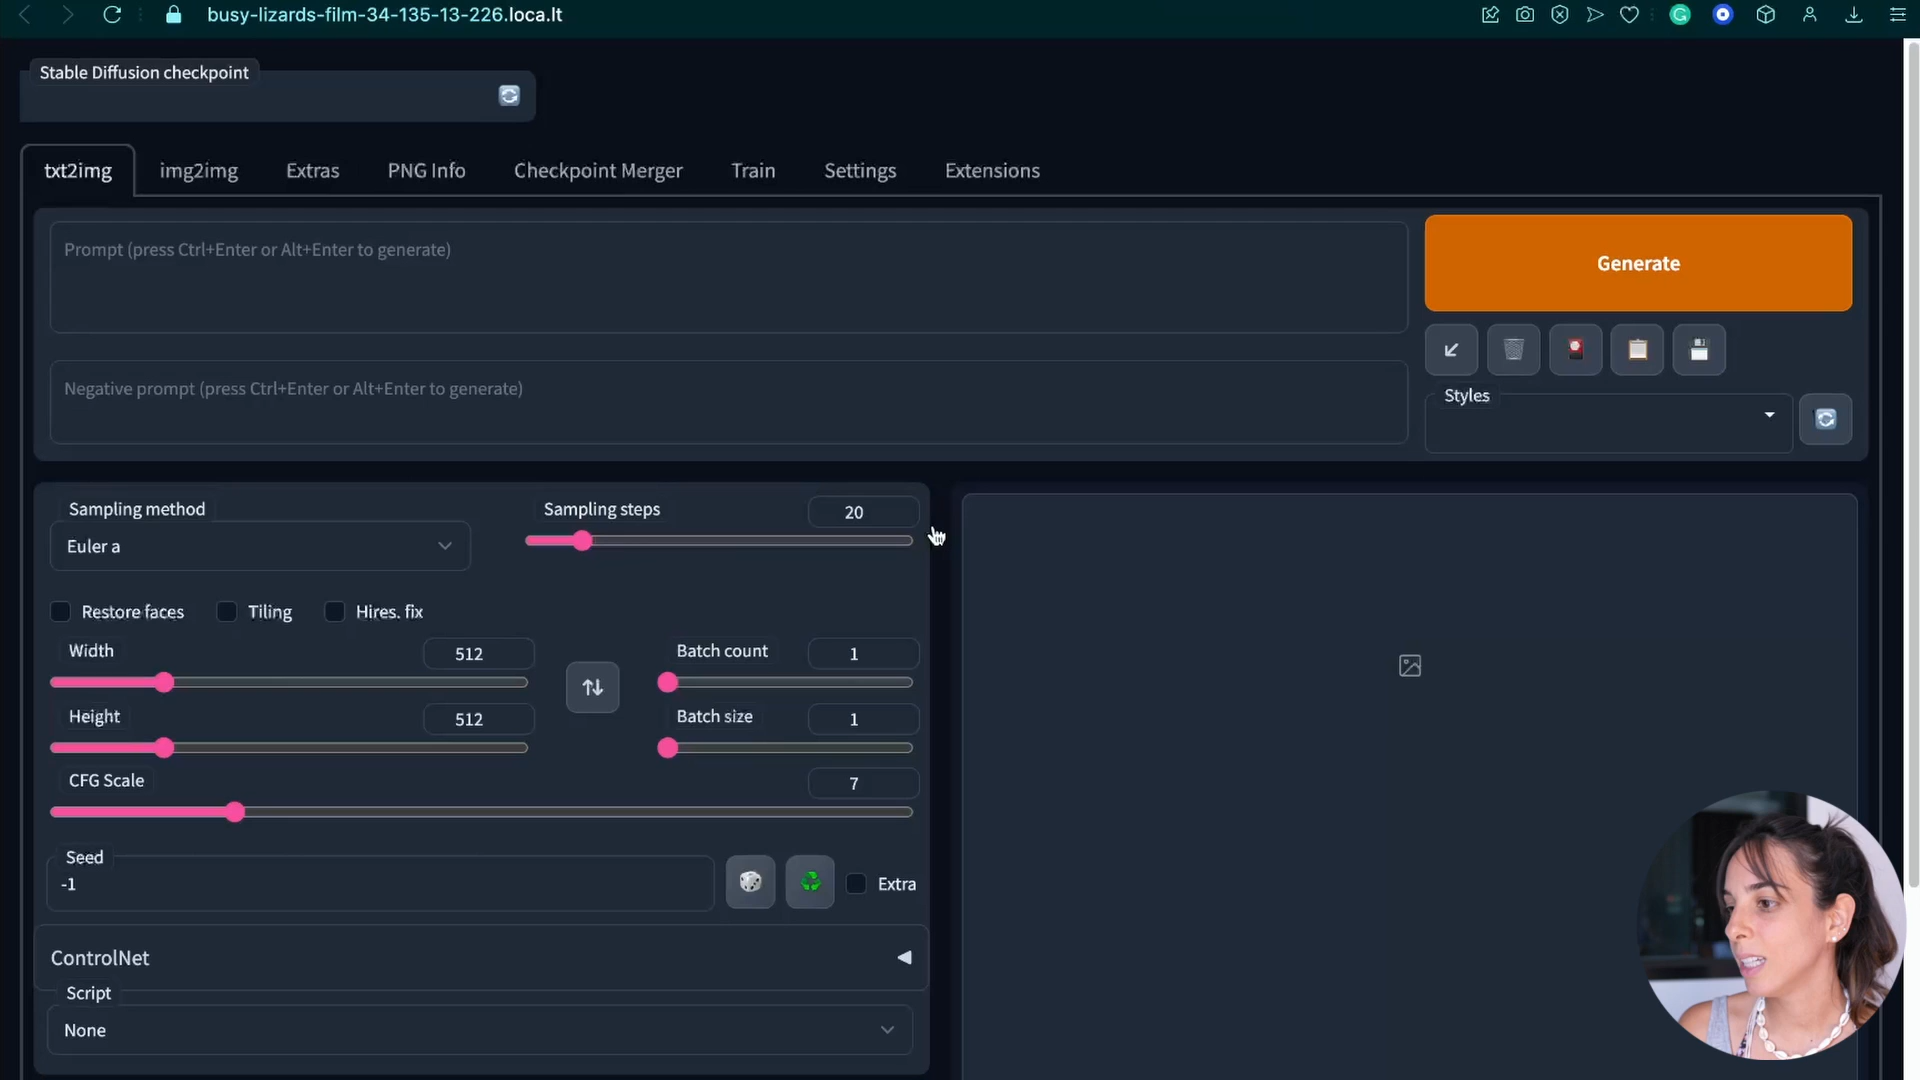 busy-lizards-film-34-135-13-226.loca.lt
Stable Diffusion checkpoint
txt2img
img2img
Extras
PNG Info
Checkpoint Merger
Train
Settings
Extensions
Prompt (press Ctrl+Enter or Alt+Enter to generate)
Generate
Negative prompt (press Ctrl+Enter or Alt+Enter to generate)
Styles
Sampling method
Euler a
Sampling steps
20
Restore faces
Tiling
Hires. fix
Width
512
Batch count
1
Height
512
Batch size
1
CFG Scale
7
Seed
-1
Extra
ControlNet
Script
None